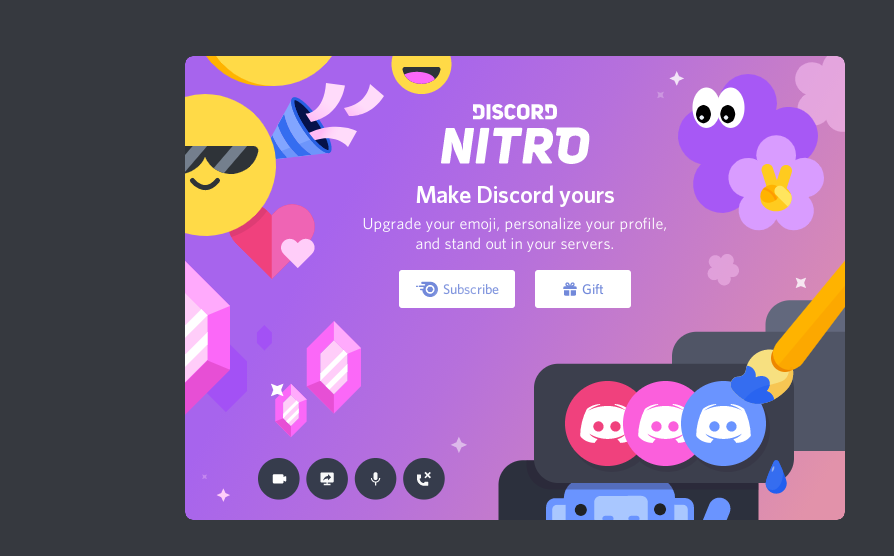 DISCORD
NITRO
Make Discord yours
Upgrade your emoji, personalize your profile,
and stand out in your servers.
Subscribe
Gift